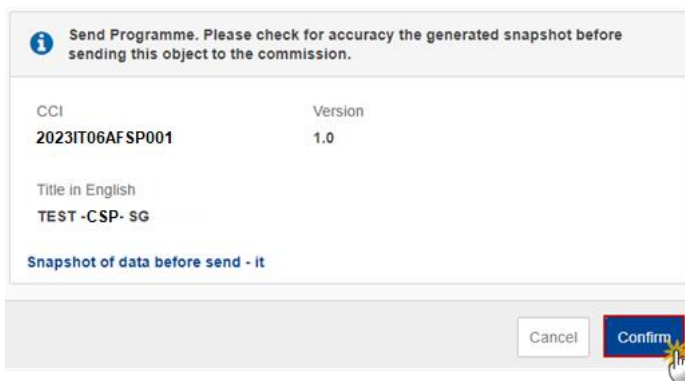 Send Programme. Please check for accuracy the generated snapshot before
sending this object to the commission.
CCI
Version
2023IT06AFSP001
1.0
Title in English
TEST -CSP- SG
Snapshot of data before send - it
Cancel
Confirm